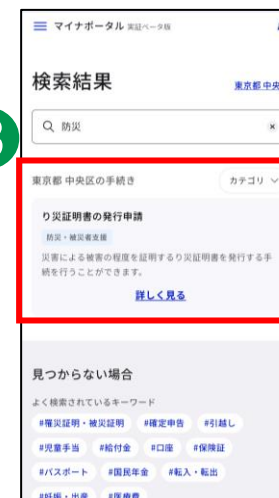 マイナポータル 実証ベータ版
検索結果
東京都 中央
防災
3
東京都 中央区の手続き
カテゴリ
り災証明書の発行申請
防災・被災者支援
災害による被害の程度を証明するり災証明書を発行する手
続を行うことができます。
詳しく見る
見つからない場合
よく検索されているキーワード
#罹災証明・被災証明 #確定申告 #引越し
#児童手当 #給付金 #口座 #保険証
#パスポート #国民年金 #転入・転出
#妊娠・出産 #医療費